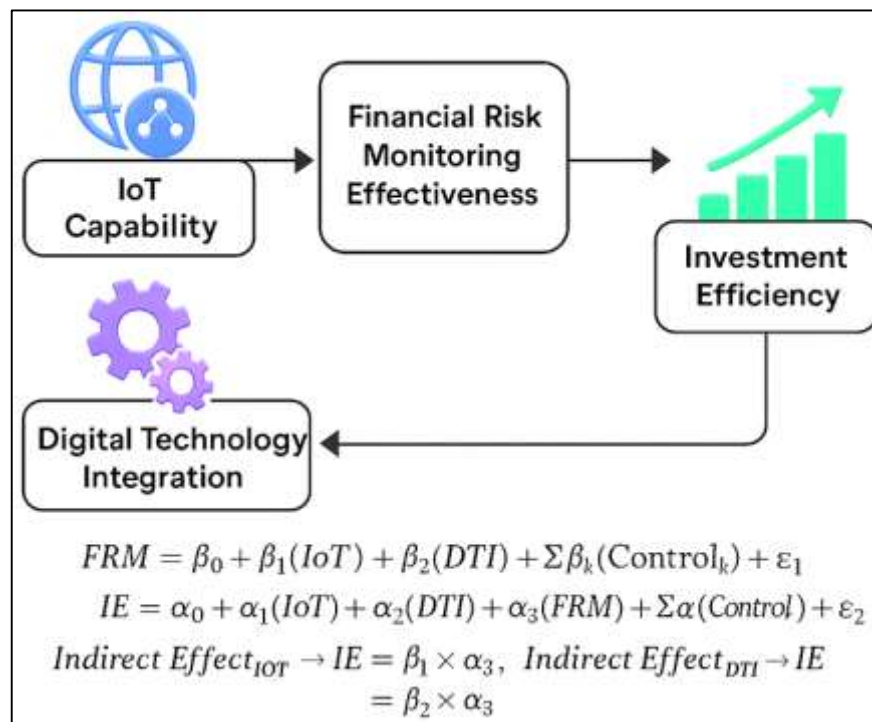 IoT
Capability
Financial Risk
Monitoring
Effectiveness
Investment
Efficiency
Digital Technology
Integration
FRM = β₀ + β₁(IoT) + β₂(DTI) + Σβₖ(Controlₖ) + ε₁
IE = α₀ + α₁(IoT) + α₂(DTI) + α₃(FRM) + Σα(Control) + ε₂
Indirect Effect_IOT → IE = β₁ × α₃, Indirect Effect_DTI → IE
= β₂ × α₃